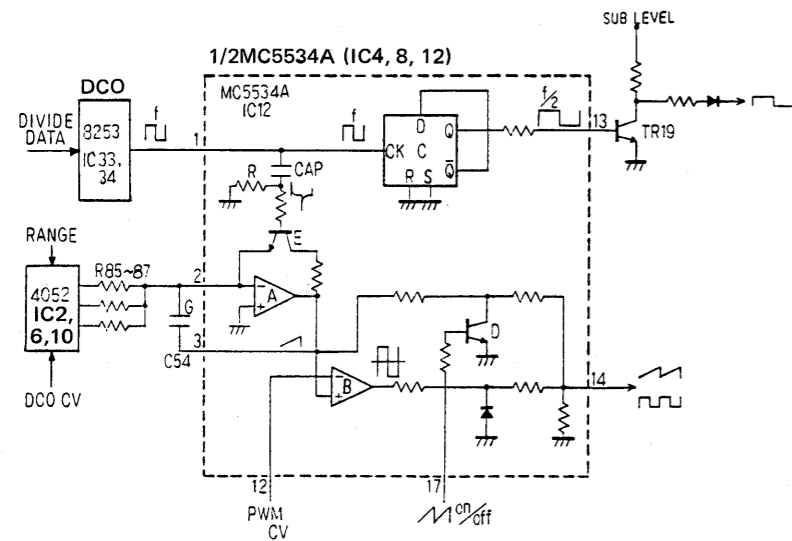 SUB LEVEL
1/2MC5534A (IC4, 8, 12)
DCO
MC5534A
IC12
f
f
f/2
13
DIVIDE
DATA
8253
IC33,
34
1
D
Q
CK C
Q̅
R S
TR19
R
CAP
RANGE
E
R85~87
2
4052
IC2,
6,10
A
G
3
C54
D
DCO CV
B
14
12
17
PWM
CV
on/off